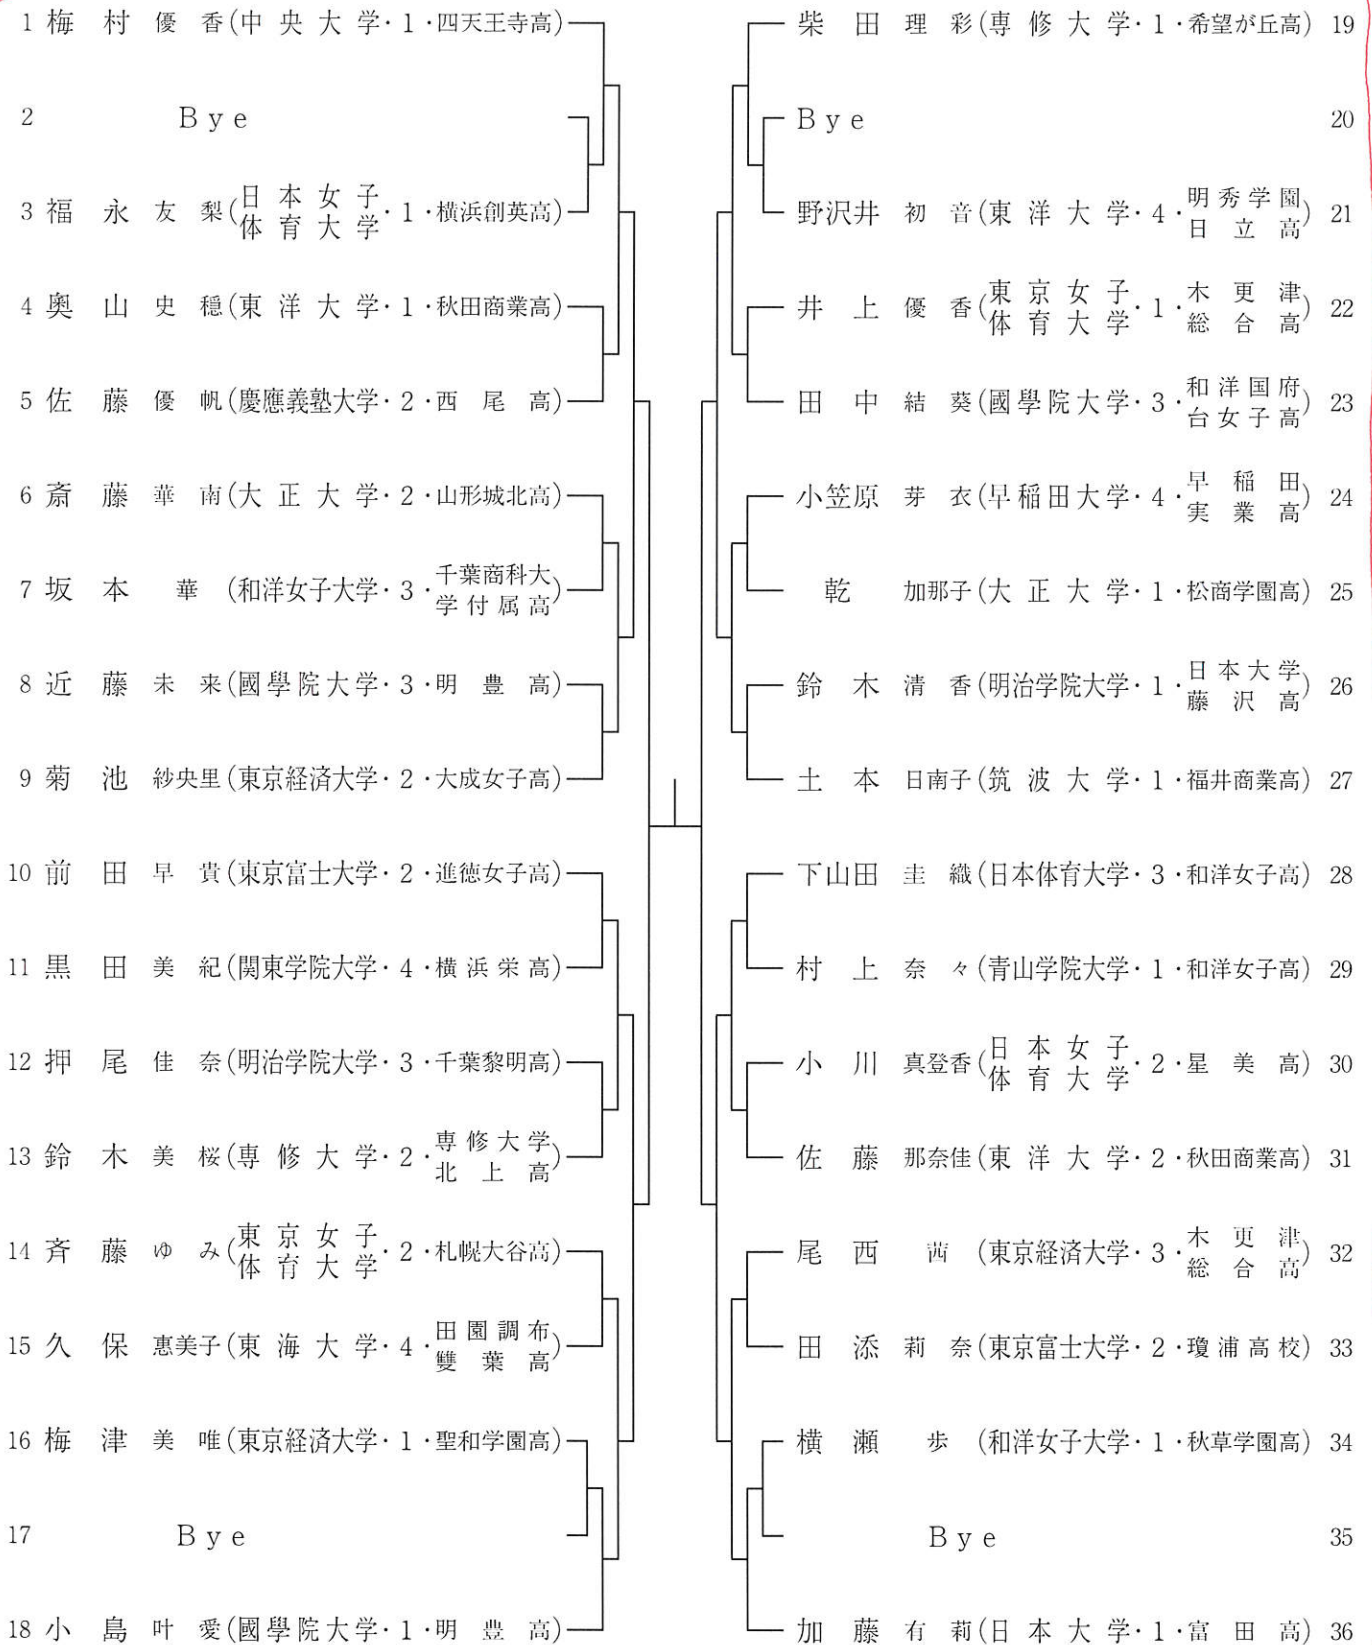 1 梅村優香(中央大学・1・四天王寺高)
2 Bye
3 福永友梨(日本女子体育大学・1・横浜創英高)
4 奥山史穏(東洋大学・1・秋田商業高)
5 佐藤優帆(慶應義塾大学・2・西尾高)
6 斎藤華南(大正大学・2・山形城北高)
7 坂本華(和洋女子大学・3・千葉商科大学付属高)
8 近藤未来(國學院大学・3・明豊高)
9 菊池紗央里(東京経済大学・2・大成女子高)
10 前田早貴(東京富士大学・2・進徳女子高)
11 黒田美紀(関東学院大学・4・横浜栄高)
12 押尾佳奈(明治学院大学・3・千葉黎明高)
13 鈴木美桜(専修大学・2・専修大学北上高)
14 斉藤ゆみ(東京女子体育大学・2・札幌大谷高)
15 久保恵美子(東海大学・4・田園調布雙葉高)
16 梅津美唯(東京経済大学・1・聖和学園高)
17 Bye
18 小島叶愛(國學院大学・1・明豊高)
柴田理彩(専修大学・1・希望が丘高) 19
Bye 20
野沢井初音(東洋大学・4・明秀学園日立高) 21
井上優香(東京女子体育大学・1・木更津総合高) 22
田中結葵(國學院大学・3・和洋国府台女子高) 23
小笠原芽衣(早稲田大学・4・早稲田実業高) 24
乾加那子(大正大学・1・松商学園高) 25
鈴木清香(明治学院大学・1・日本大学藤沢高) 26
土本日南子(筑波大学・1・福井商業高) 27
下山田圭織(日本体育大学・3・和洋女子高) 28
村上奈々(青山学院大学・1・和洋女子高) 29
小川真登香(日本女子体育大学・2・星美高) 30
佐藤那奈佳(東洋大学・2・秋田商業高) 31
尾西茜(東京経済大学・3・木更津総合高) 32
田添莉奈(東京富士大学・2・瓊浦高校) 33
横瀬歩(和洋女子大学・1・秋草学園高) 34
Bye 35
加藤有莉(日本大学・1・富田高) 36